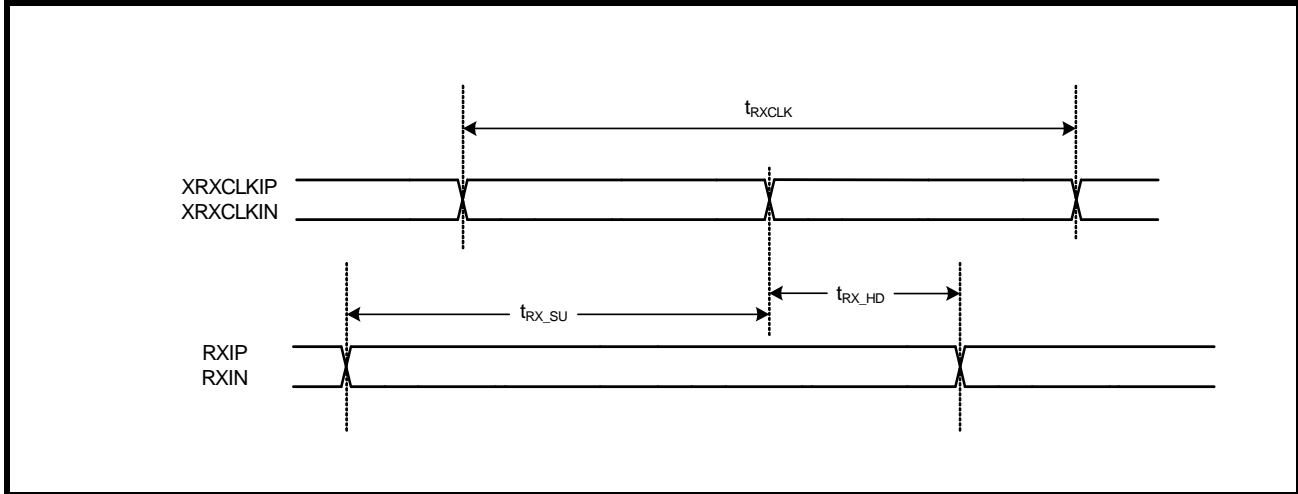 tRXCLK
XRXCLKIP
XRXCLKIN
tRX_HD
tRX_SU
RXIP
RXIN